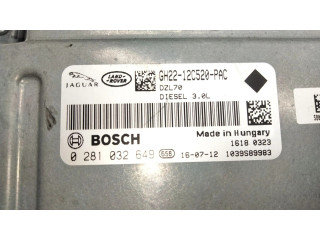 JAGUAR
LAND-ROVER
GH22-12C520-PAC
DZL70
DIESEL 3.0L
BOSCH
Made in Hungary
1618 0323
0 281 032 649
16-07-12 1039S89983